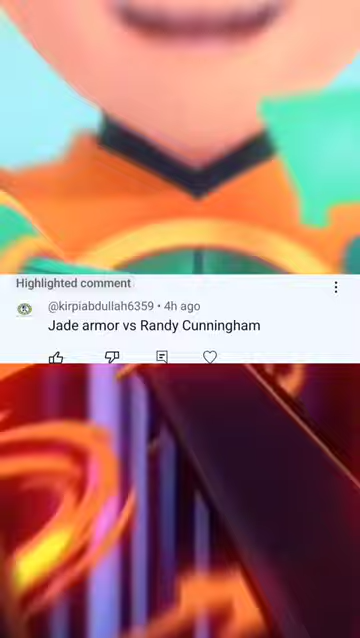 Highlighted comment
@kirpiabdullah6359 • 4h ago
Jade armor vs Randy Cunningham